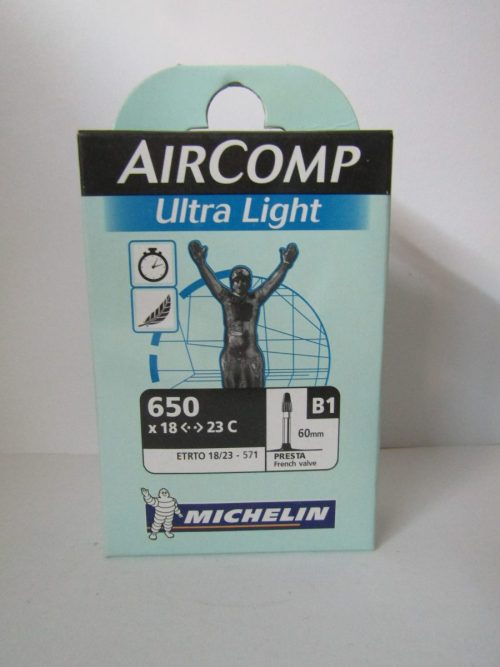 AIRCOMP
Ultra Light
650
x 18 <··> 23 C
ETRTO 18/23 - 571
B1
60mm
PRESTA
French valve
MICHELIN